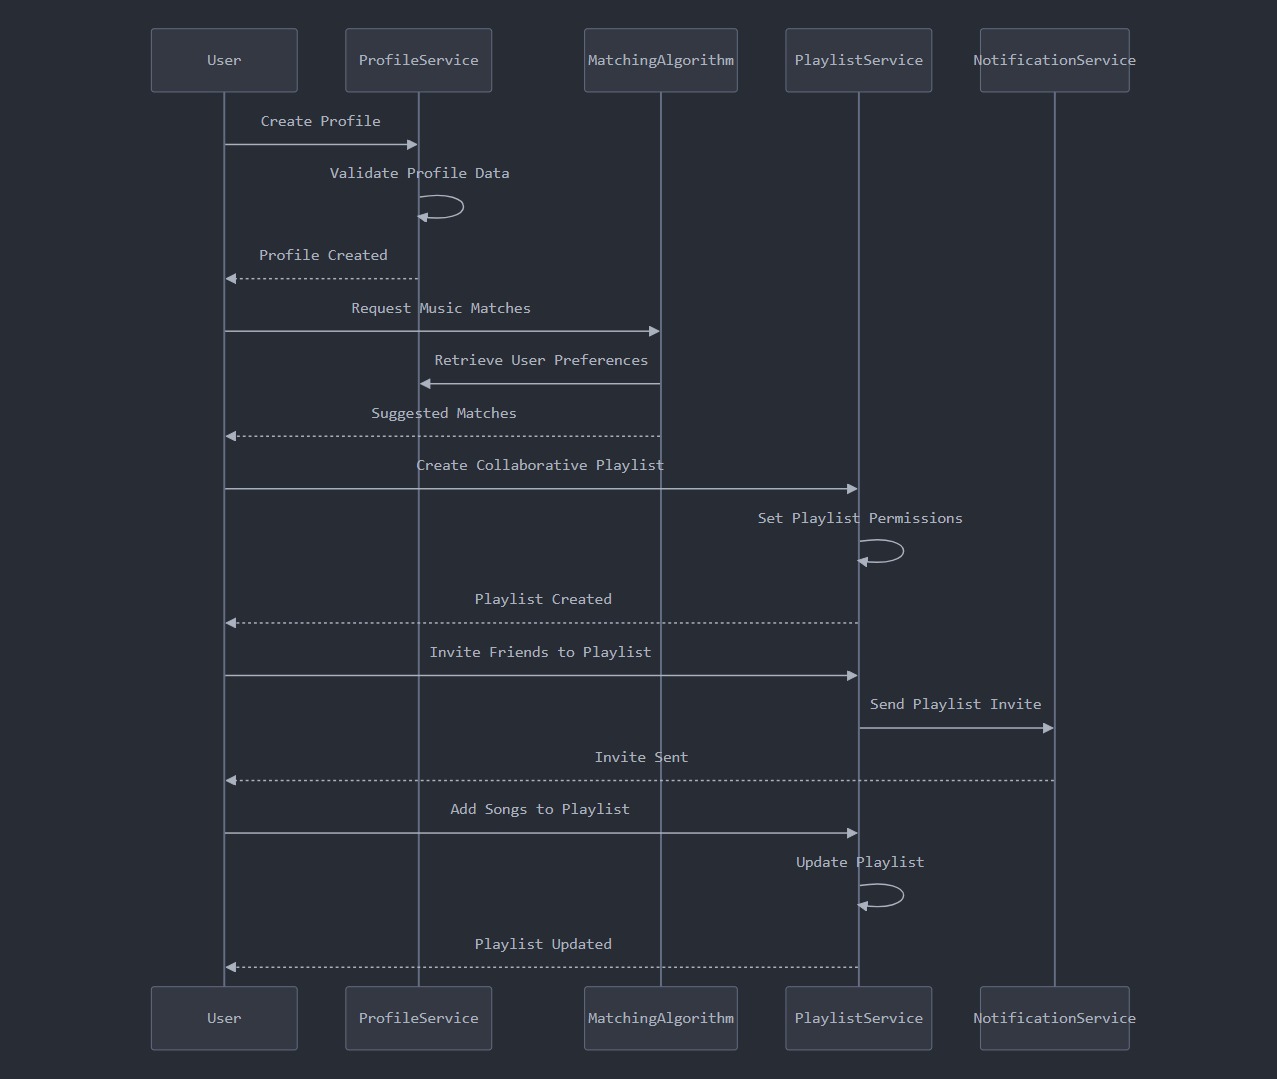 User
ProfileService
MatchingAlgorithm
PlaylistService
NotificationService
Create Profile
Validate Profile Data
Profile Created
Request Music Matches
Retrieve User Preferences
Suggested Matches
Create Collaborative Playlist
Set Playlist Permissions
Playlist Created
Invite Friends to Playlist
Send Playlist Invite
Invite Sent
Add Songs to Playlist
Update Playlist
Playlist Updated
User
ProfileService
MatchingAlgorithm
PlaylistService
NotificationService